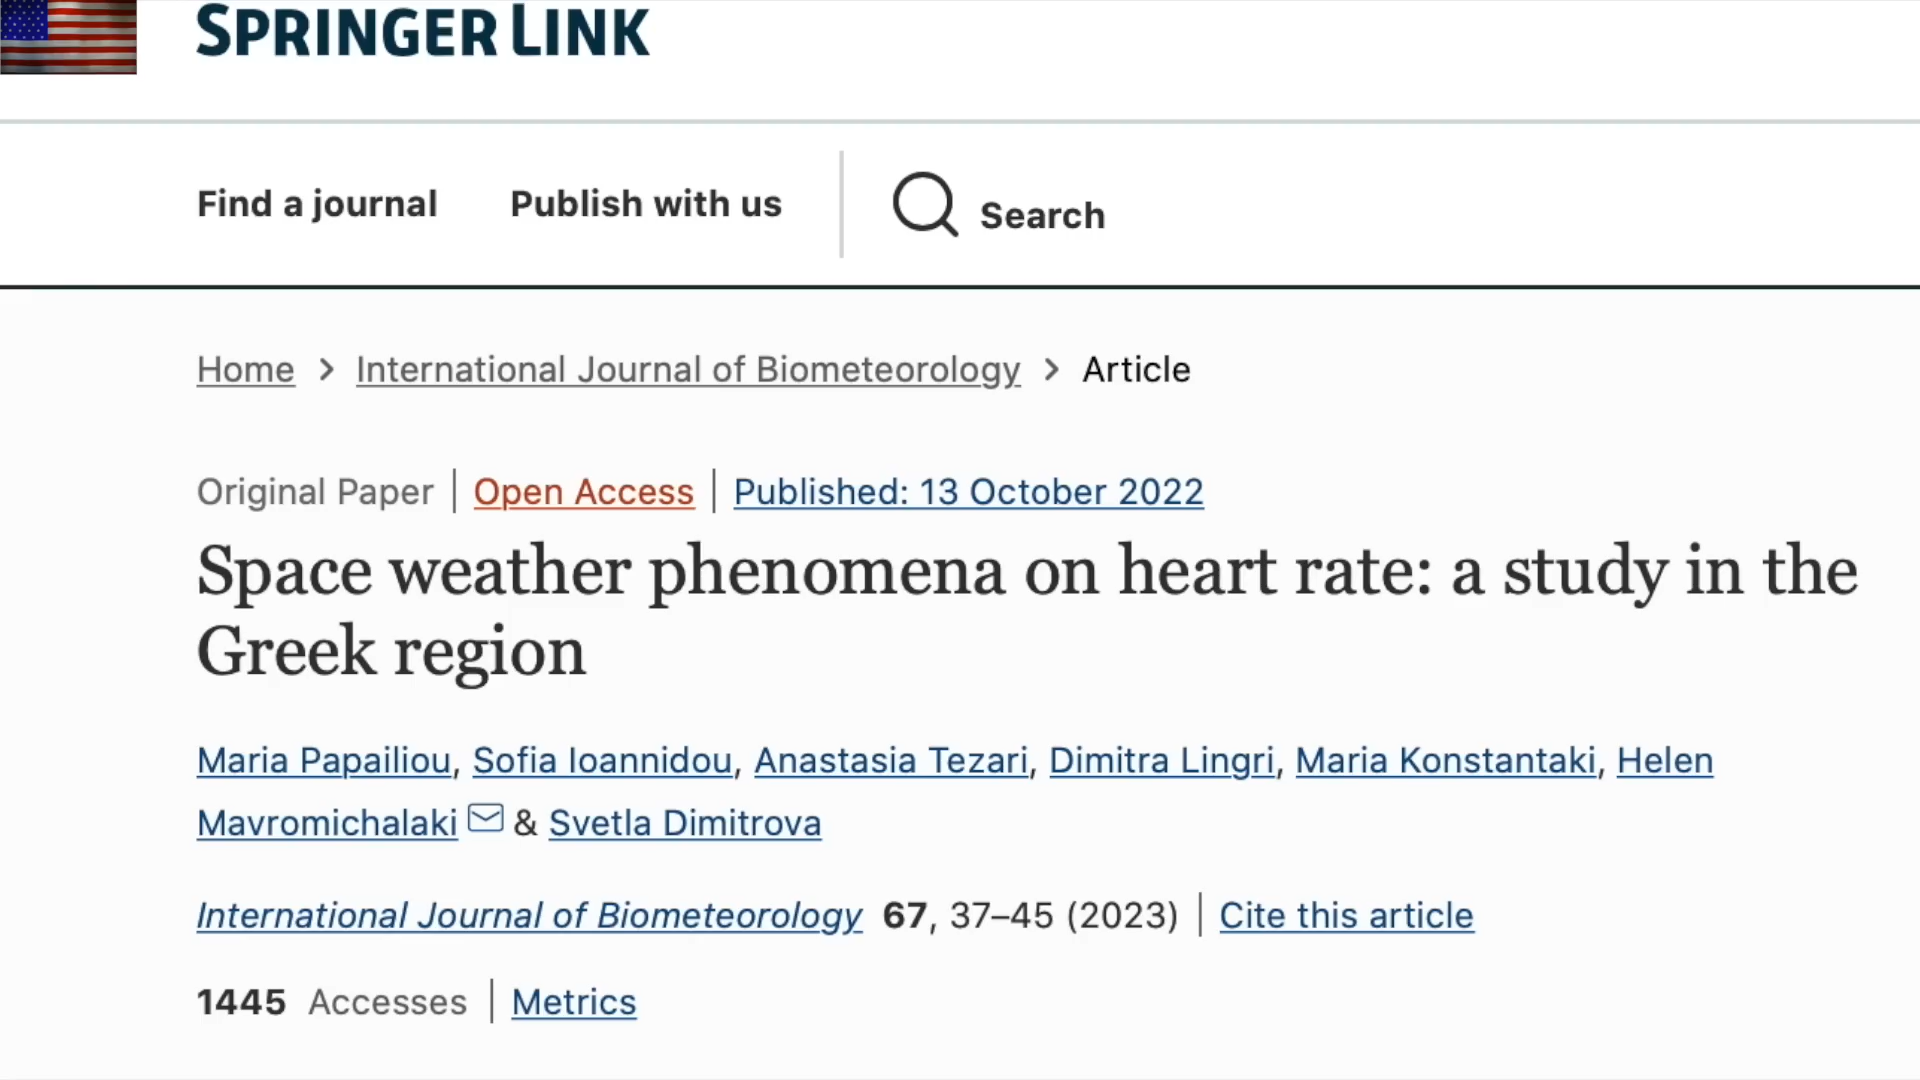 SPRINGER LINK
Find a journal Publish with us Search
Home > International Journal of Biometeorology > Article
Original Paper | Open Access | Published: 13 October 2022
Space weather phenomena on heart rate: a study in the
Greek region
Maria Papailiou, Sofia Ioannidou, Anastasia Tezari, Dimitra Lingri, Maria Konstantaki, Helen
Mavromichalaki & Svetla Dimitrova
International Journal of Biometeorology 67, 37–45 (2023) | Cite this article
1445 Accesses | Metrics